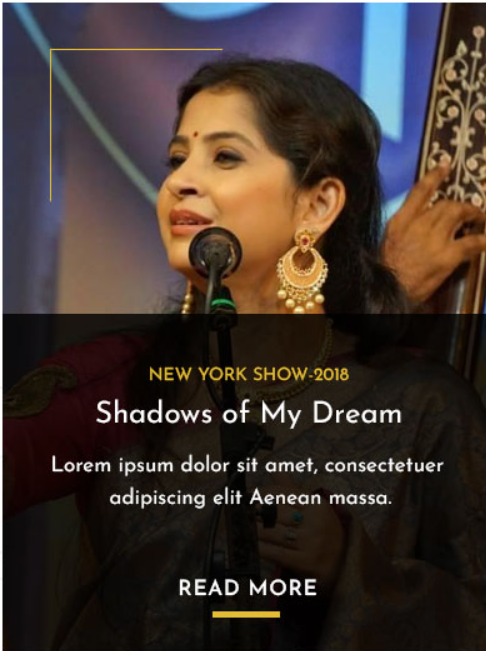 NEW YORK SHOW-2018
Shadows of My Dream
Lorem ipsum dolor sit amet, consectetuer
adipiscing elit Aenean massa.
READ MORE